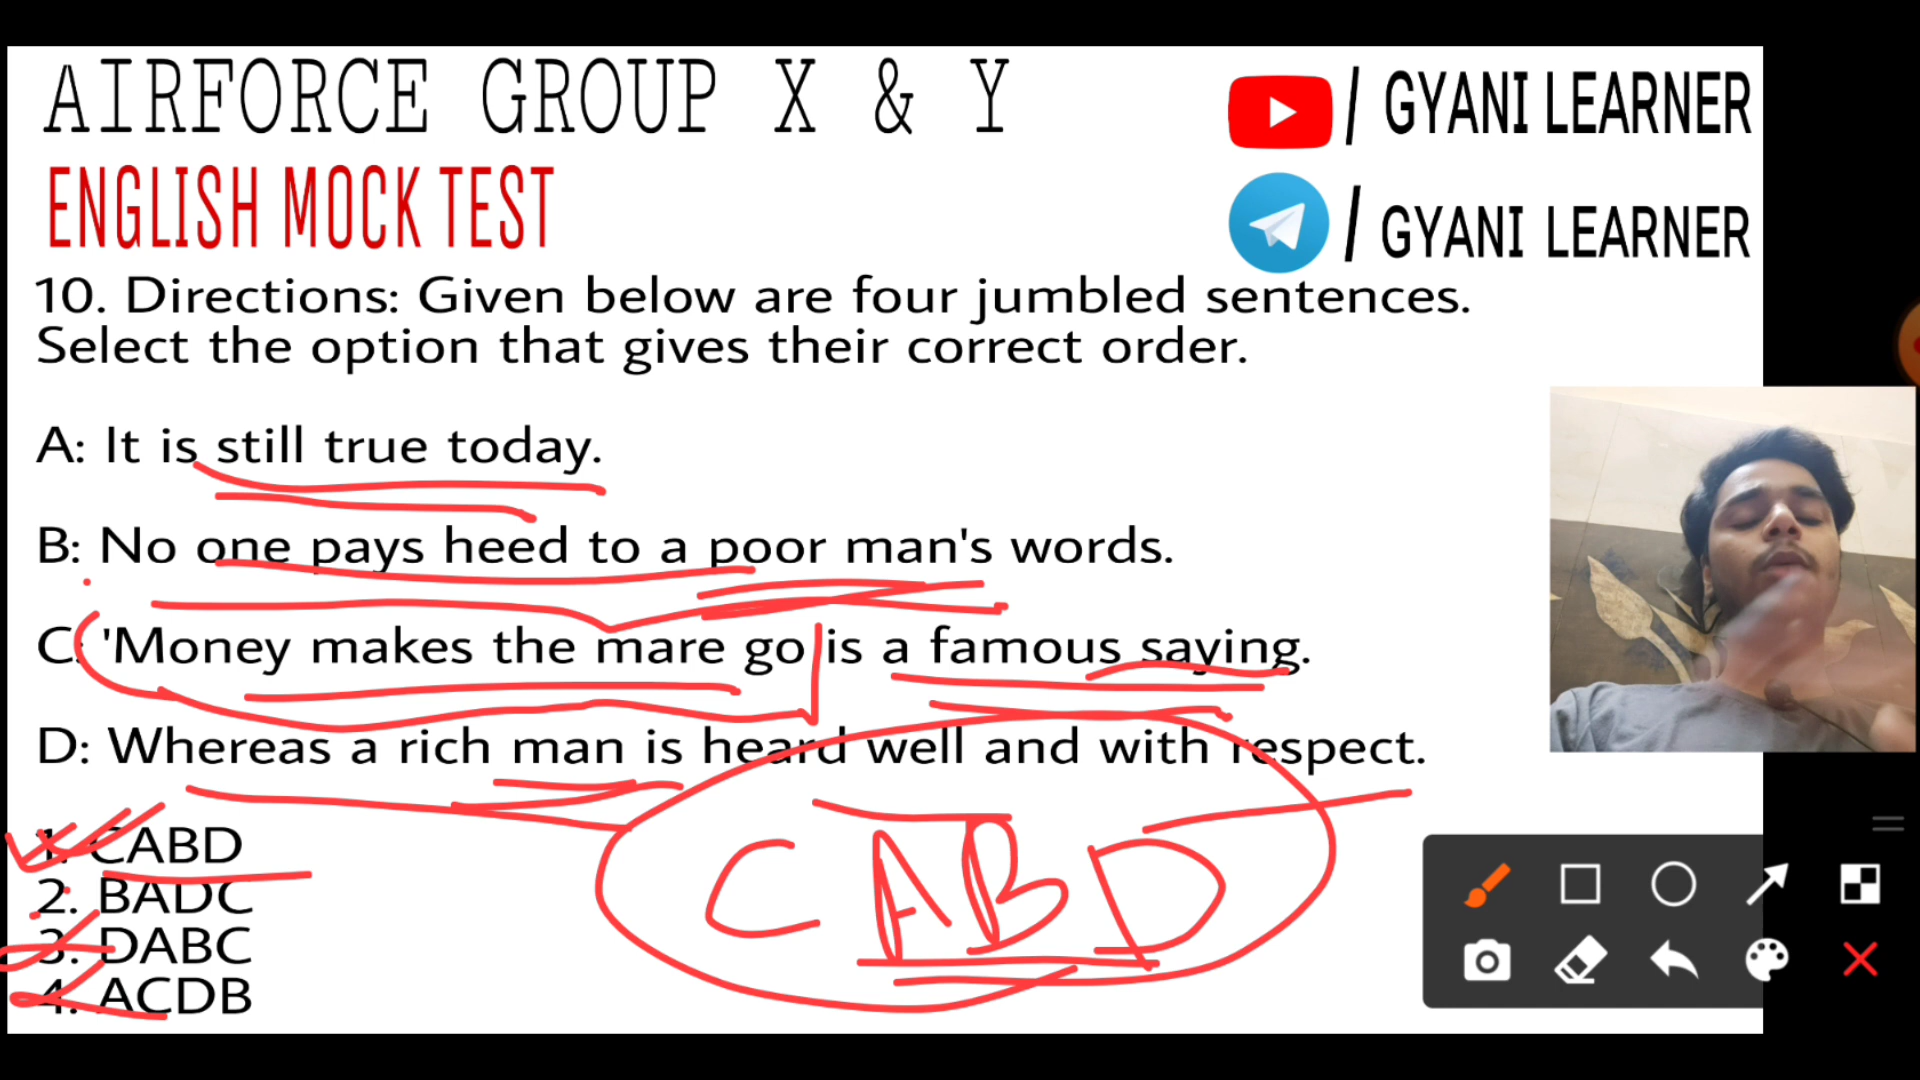 AIRFORCE GROUP X & Y
/ GYANI LEARNER
ENGLISH MOCK TEST
/ GYANI LEARNER
10. Directions: Given below are four jumbled sentences.
Select the option that gives their correct order.
A: It is still true today.
B: No one pays heed to a poor man's words.
C: 'Money makes the mare go is a famous saying.
D: Whereas a rich man is heard well and with respect.
1. CABD
2. BADC
3. DABC
4. ACDB
CABD